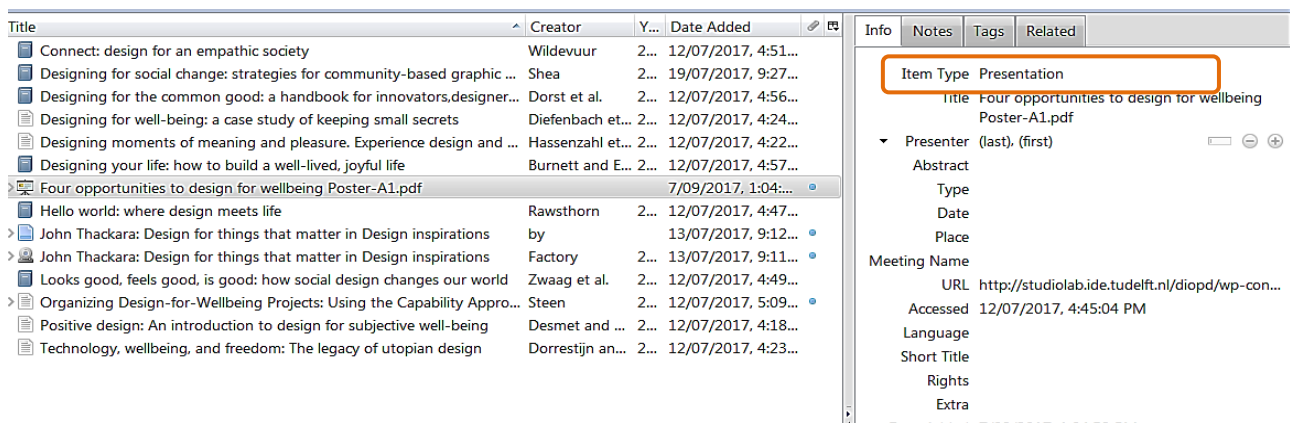 Title Creator Y... Date Added
Connect: design for an empathic society Wildevuur 2... 12/07/2017, 4:51...
Designing for social change: strategies for community-based graphic ... Shea 2... 19/07/2017, 9:27...
Designing for the common good: a handbook for innovators,designer... Dorst et al. 2... 12/07/2017, 4:56...
Designing for well-being: a case study of keeping small secrets Diefenbach et... 2... 12/07/2017, 4:24...
Designing moments of meaning and pleasure. Experience design and ... Hassenzahl et... 2... 12/07/2017, 4:22...
Designing your life: how to build a well-lived, joyful life Burnett and E... 2... 12/07/2017, 4:57...
Four opportunities to design for wellbeing Poster-A1.pdf 7/09/2017, 1:04:...
Hello world: where design meets life Rawsthorn 2... 12/07/2017, 4:47...
John Thackara: Design for things that matter in Design inspirations by 13/07/2017, 9:12...
John Thackara: Design for things that matter in Design inspirations Factory 2... 13/07/2017, 9:11...
Looks good, feels good, is good: how social design changes our world Zwaag et al. 2... 12/07/2017, 4:49...
Organizing Design-for-Wellbeing Projects: Using the Capability Appro... Steen 2... 12/07/2017, 5:09...
Positive design: An introduction to design for subjective well-being Desmet and ... 2... 12/07/2017, 4:18...
Technology, wellbeing, and freedom: The legacy of utopian design Dorrestijn an... 2... 12/07/2017, 4:23...
Info Notes Tags Related
Item Type Presentation
Title Four opportunities to design for wellbeing
Poster-A1.pdf
Presenter (last), (first)
Abstract
Type
Date
Place
Meeting Name
URL http://studiolab.ide.tudelft.nl/diopd/wp-con...
Accessed 12/07/2017, 4:45:04 PM
Language
Short Title
Rights
Extra